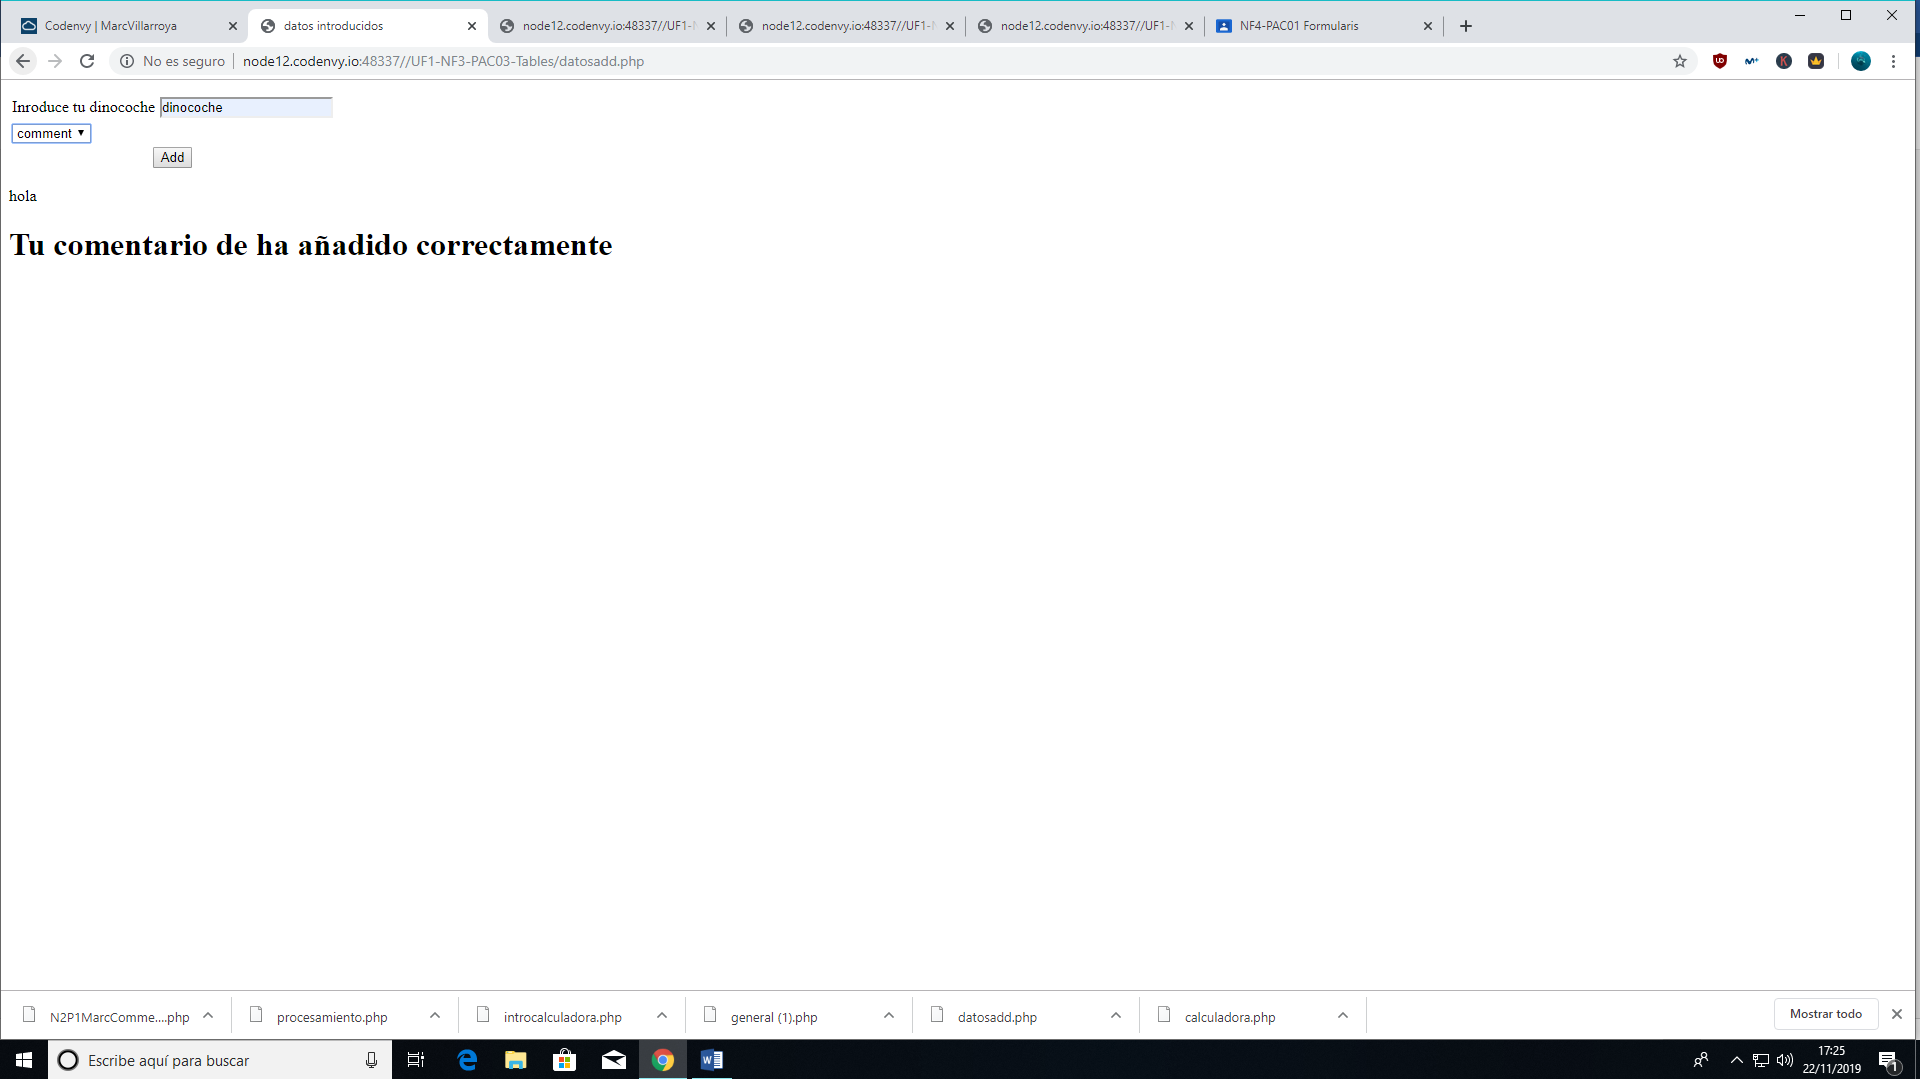 Codenvy | MarcVillarroya
datos introducidos
node12.codenvy.io:48337//UF1-
node12.codenvy.io:48337//UF1-
node12.codenvy.io:48337//UF1-
NF4-PAC01 Formularis
No es seguro
node12.codenvy.io:48337//UF1-NF3-PAC03-Tables/datosadd.php
Inroduce tu dinocoche dinocoche
comment
Add
hola
Tu comentario de ha añadido correctamente
N2P1MarcComme....php
procesamiento.php
introcalculadora.php
general (1).php
datosadd.php
calculadora.php
Mostrar todo
Escribe aquí para buscar
17:25
22/11/2019
1